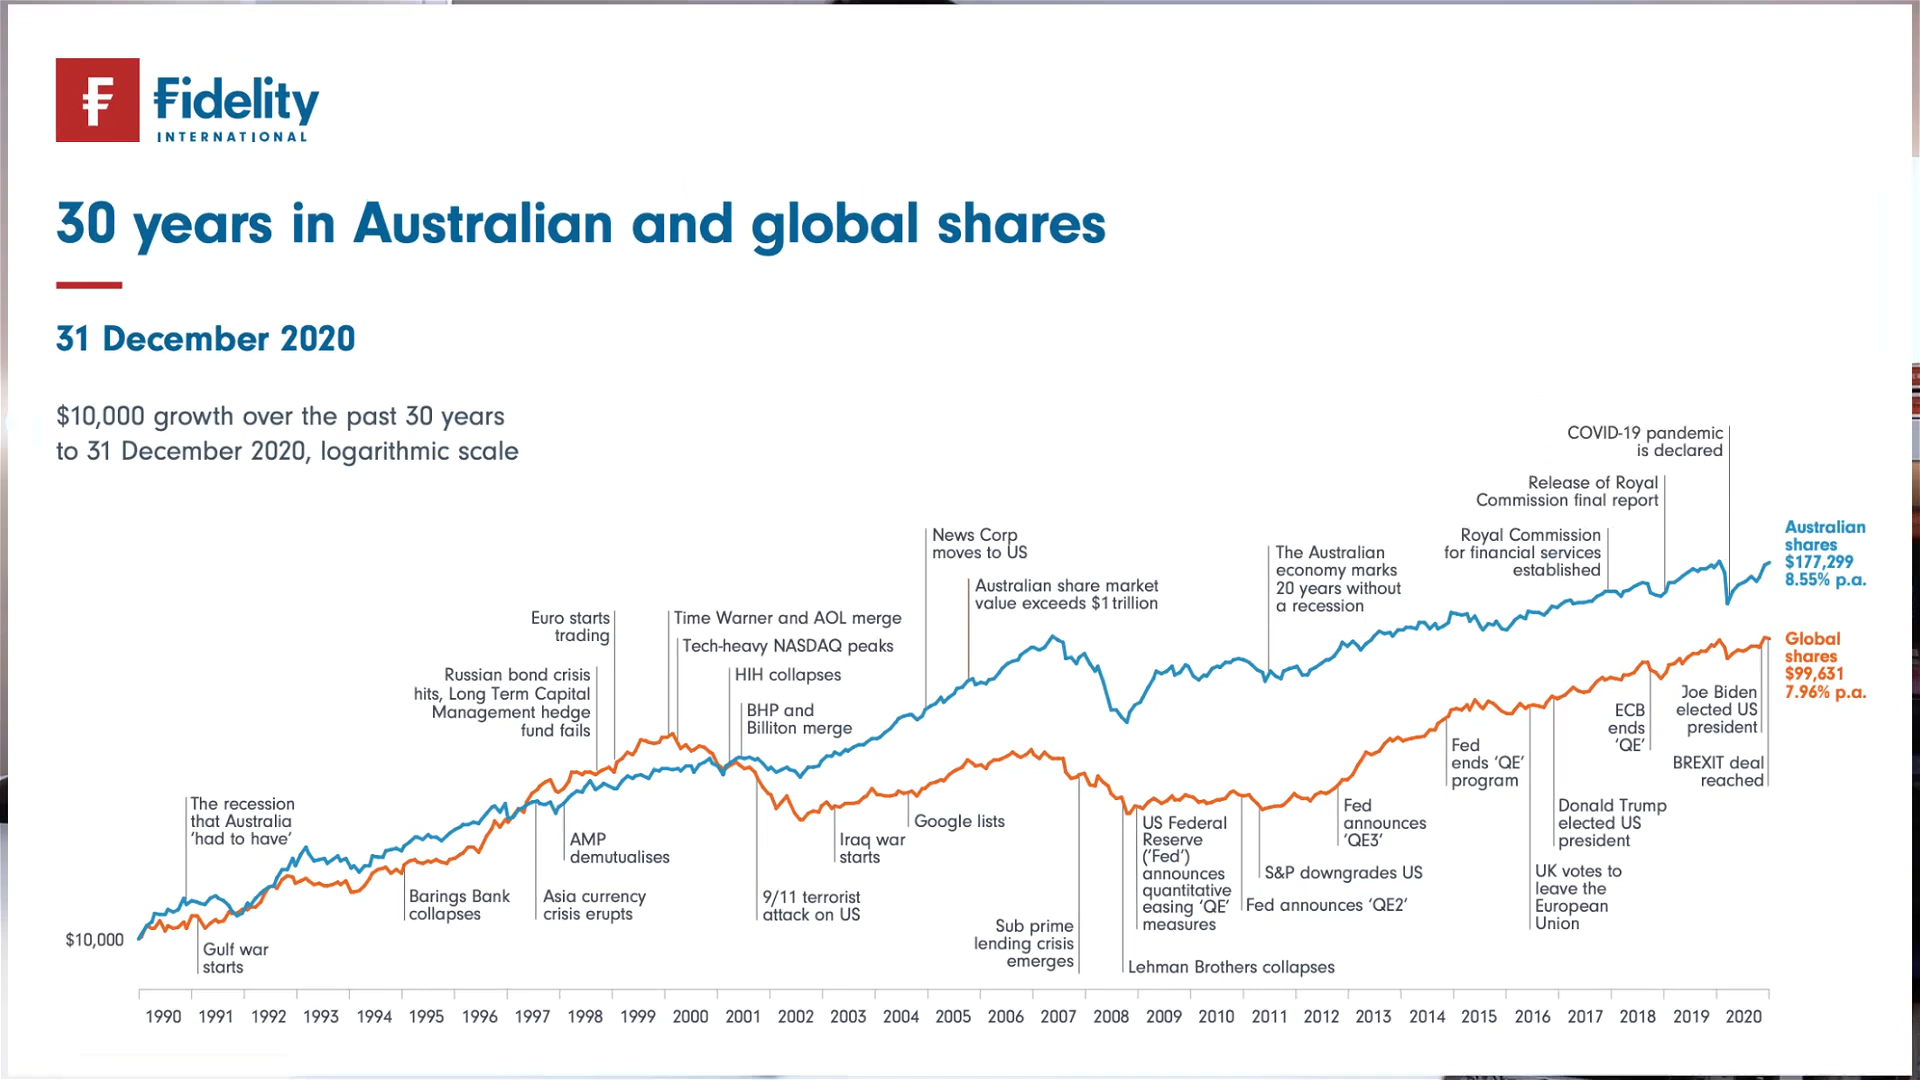 F Fidelity
INTERNATIONAL
30 years in Australian and global shares
31 December 2020
$10,000 growth over the past 30 years
to 31 December 2020, logarithmic scale
COVID-19 pandemic
is declared
Release of Royal
Commission final report
Royal Commission
for financial services
established
Australian
shares
$177,299
8.55% p.a.
News Corp
moves to US
Australian share market
value exceeds $1 trillion
The Australian
economy marks
20 years without
a recession
Euro starts
trading
Time Warner and AOL merge
Tech-heavy NASDAQ peaks
Russian bond crisis
hits, Long Term Capital
Management hedge
fund fails
HIH collapses
BHP and
Billiton merge
Global
shares
$99,631
7.96% p.a.
Joe Biden
elected US
president
ECB
ends
‘QE’
BREXIT deal
reached
Fed
ends ‘QE’
program
The recession
that Australia
‘had to have’
AMP
demutualises
Iraq war
starts
Google lists
US Federal
Reserve
(‘Fed’)
announces
quantitative
easing ‘QE’
measures
Fed
announces
‘QE3’
Donald Trump
elected US
president
S&P downgrades US
UK votes to
leave the
European
Union
Barings Bank
collapses
Asia currency
crisis erupts
9/11 terrorist
attack on US
Fed announces ‘QE2’
Sub prime
lending crisis
emerges
$10,000
Gulf war
starts
Lehman Brothers collapses
1990 1991 1992 1993 1994 1995 1996 1997 1998 1999 2000 2001 2002 2003 2004 2005 2006 2007 2008 2009 2010 2011 2012 2013 2014 2015 2016 2017 2018 2019 2020